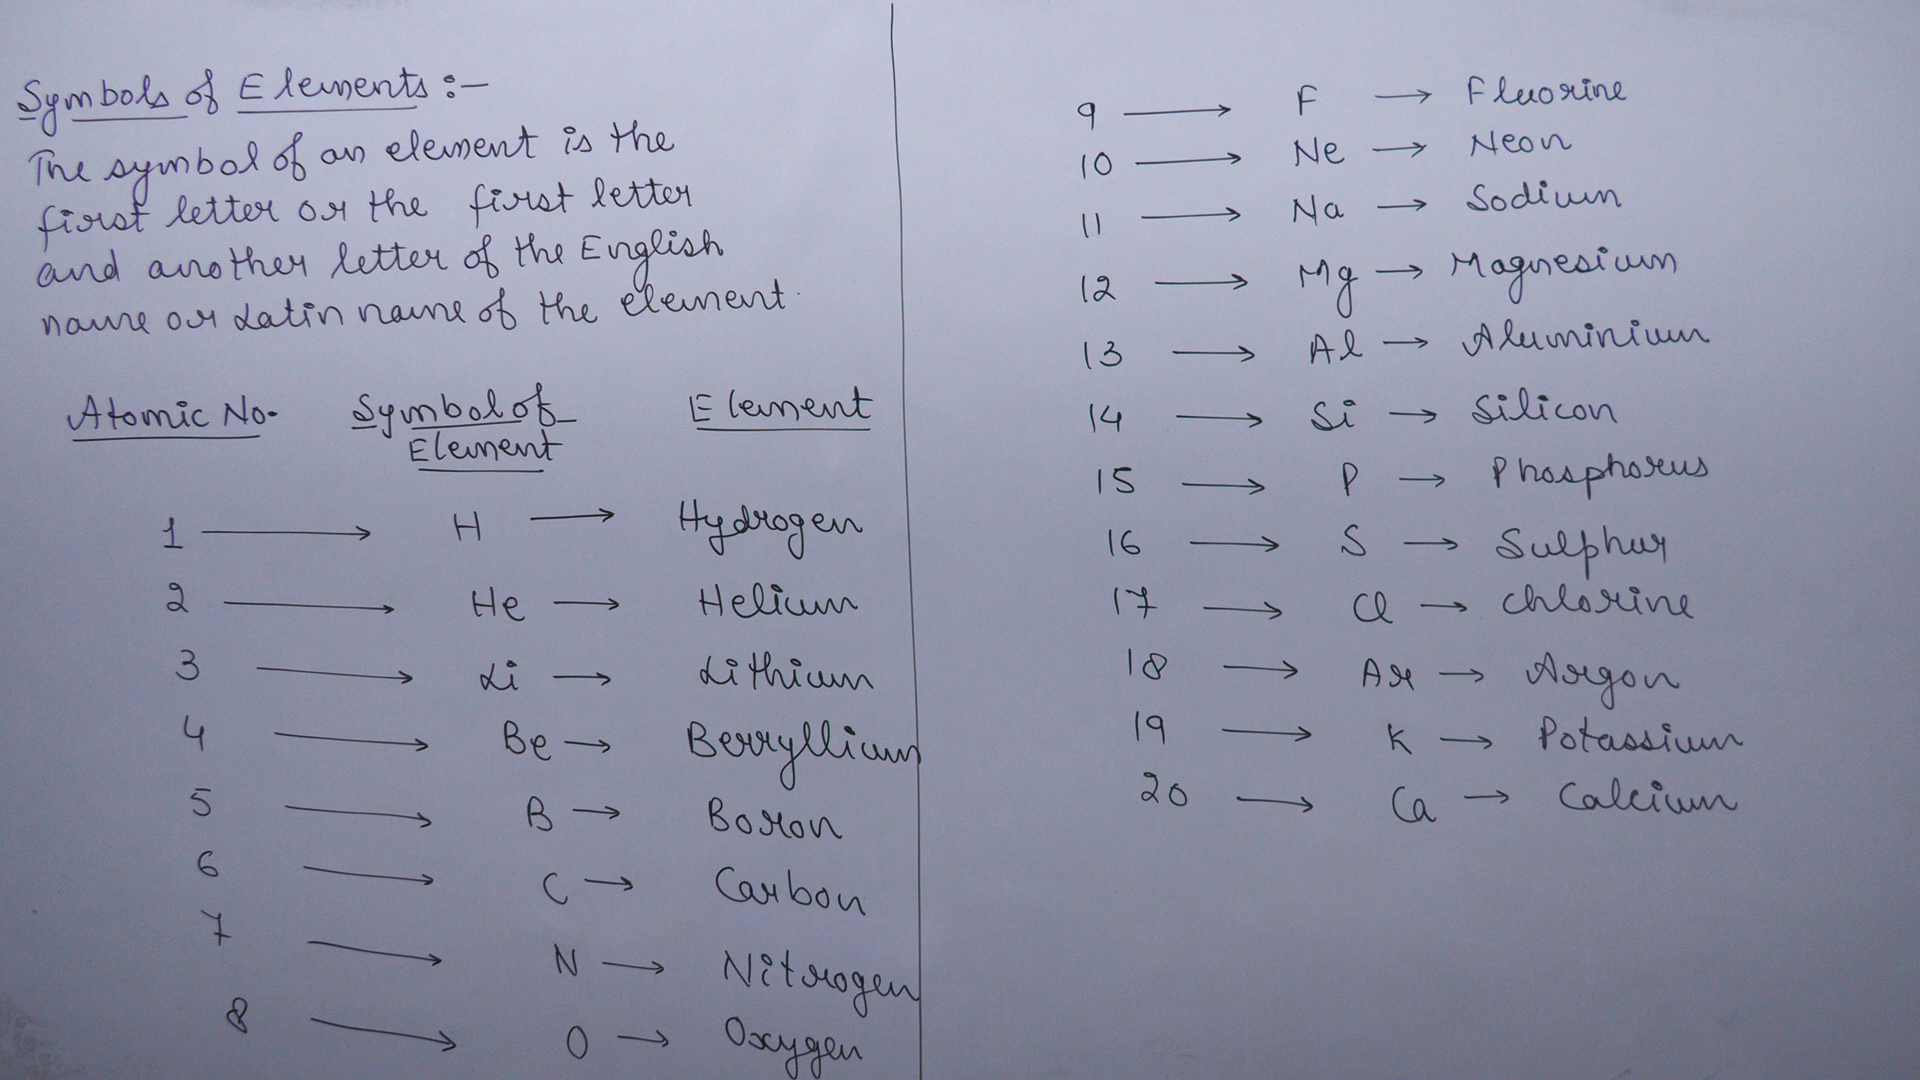 Symbols of Elements :-
The symbol of an element is the
first letter or the first letter
and another letter of the English
name or Latin name of the element.
Atomic No. Symbol of Element
Element
1 → H → Hydrogen
2 → He → Helium
3 → Li → Lithium
4 → Be → Berryllium
5 → B → Boron
6 → C → Carbon
7 → N → Nitrogen
8 → O → Oxygen
9 → F → Fluorine
10 → Ne → Neon
11 → Na → Sodium
12 → Mg → Magnesium
13 → Al → Aluminium
14 → Si → Silicon
15 → P → Phosphorus
16 → S → Sulphur
17 → Cl → Chlorine
18 → Ar → Argon
19 → K → Potassium
20 → Ca → Calcium